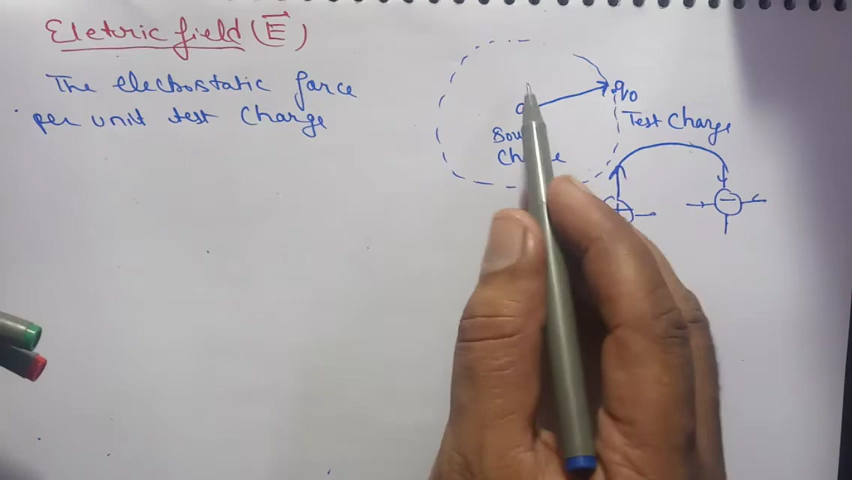 Eletric field (E⃗)
The electrostatic force
per unit test Charge
q₀
Test Charge
+
−